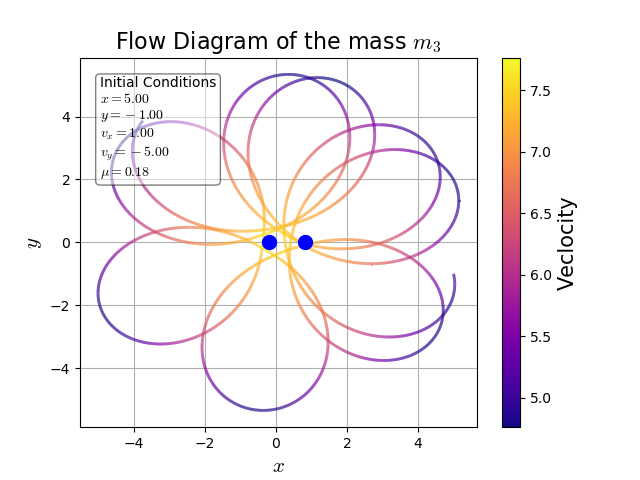 Flow Diagram of the mass m₃
Initial Conditions
x = 5.00
y = −1.00
vₓ = 1.00
v_y = −5.00
μ = 0.18
4
2
0
−2
−4
y
−4
−2
0
2
4
x
7.5
7.0
6.5
6.0
5.5
5.0
Veclocity